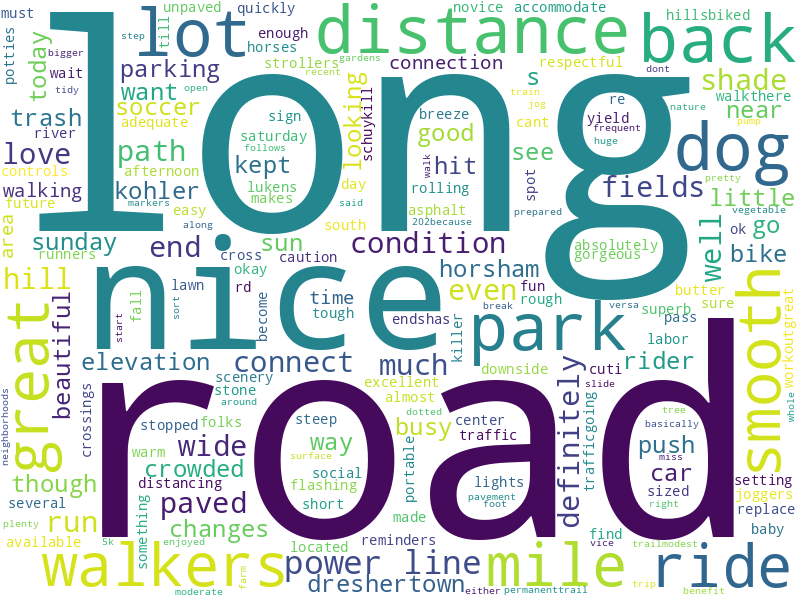 must
unpaved
quickly
novice
accommodate
till
lot
long
distance
hillsbiked
back
step
bigger
enough
horses
gardens
recent
strollers
connection
respectful
potties
today
parking
dont
wait
want
tidy
open
s
shade
walkthere
near
looking
schuykill
train
jog
re
cant
yield
frequent
nature
trash
soccer
adequate
sign
saturday
follows
breeze
good
huge
pump
dog
river
love
path
afternoon
kept
lukens
makes
hit
see
walk
rolling
spot
controls
kohler
day
said
pretty
walking
markers
easy
south
asphalt
prepared
fields
little
vegetable
future
along
202because
area
sunday
runners
end
sun
condition
absolutely
gorgeous
well
go
ok
cross
caution
okay
horsham
bike
hill
lawn
rd
nice
even
fun
rough
butter
sure
beautiful
fall
sort
become
time
tough
endshas
break
versa
superb
pass
start
killer
park
labor
great
smooth
workoutgreat
elevation
connect
much
downside
cuti
slide
rider
scenery
stone
around
excellent
almost
dotted
definitely
whole
neighborhoods
crossings
stopped
folks
steep
busy
center
traffic
road
tree
basically
miss
push
wide
way
surface
warm
crowded
social
flashing
short
portable
lights
pavement
foot
trafficgoing
car
sized
right
setting
joggers
replace
though
distancing
several
something
paved
run
changes
made
find
vice
trailmodest
baby
plenty
available
5k
enjoyed
located
reminders
walkers
farm
power line
mile
trip
ride
moderate
dreshertown
either
permanenttrail
benefit